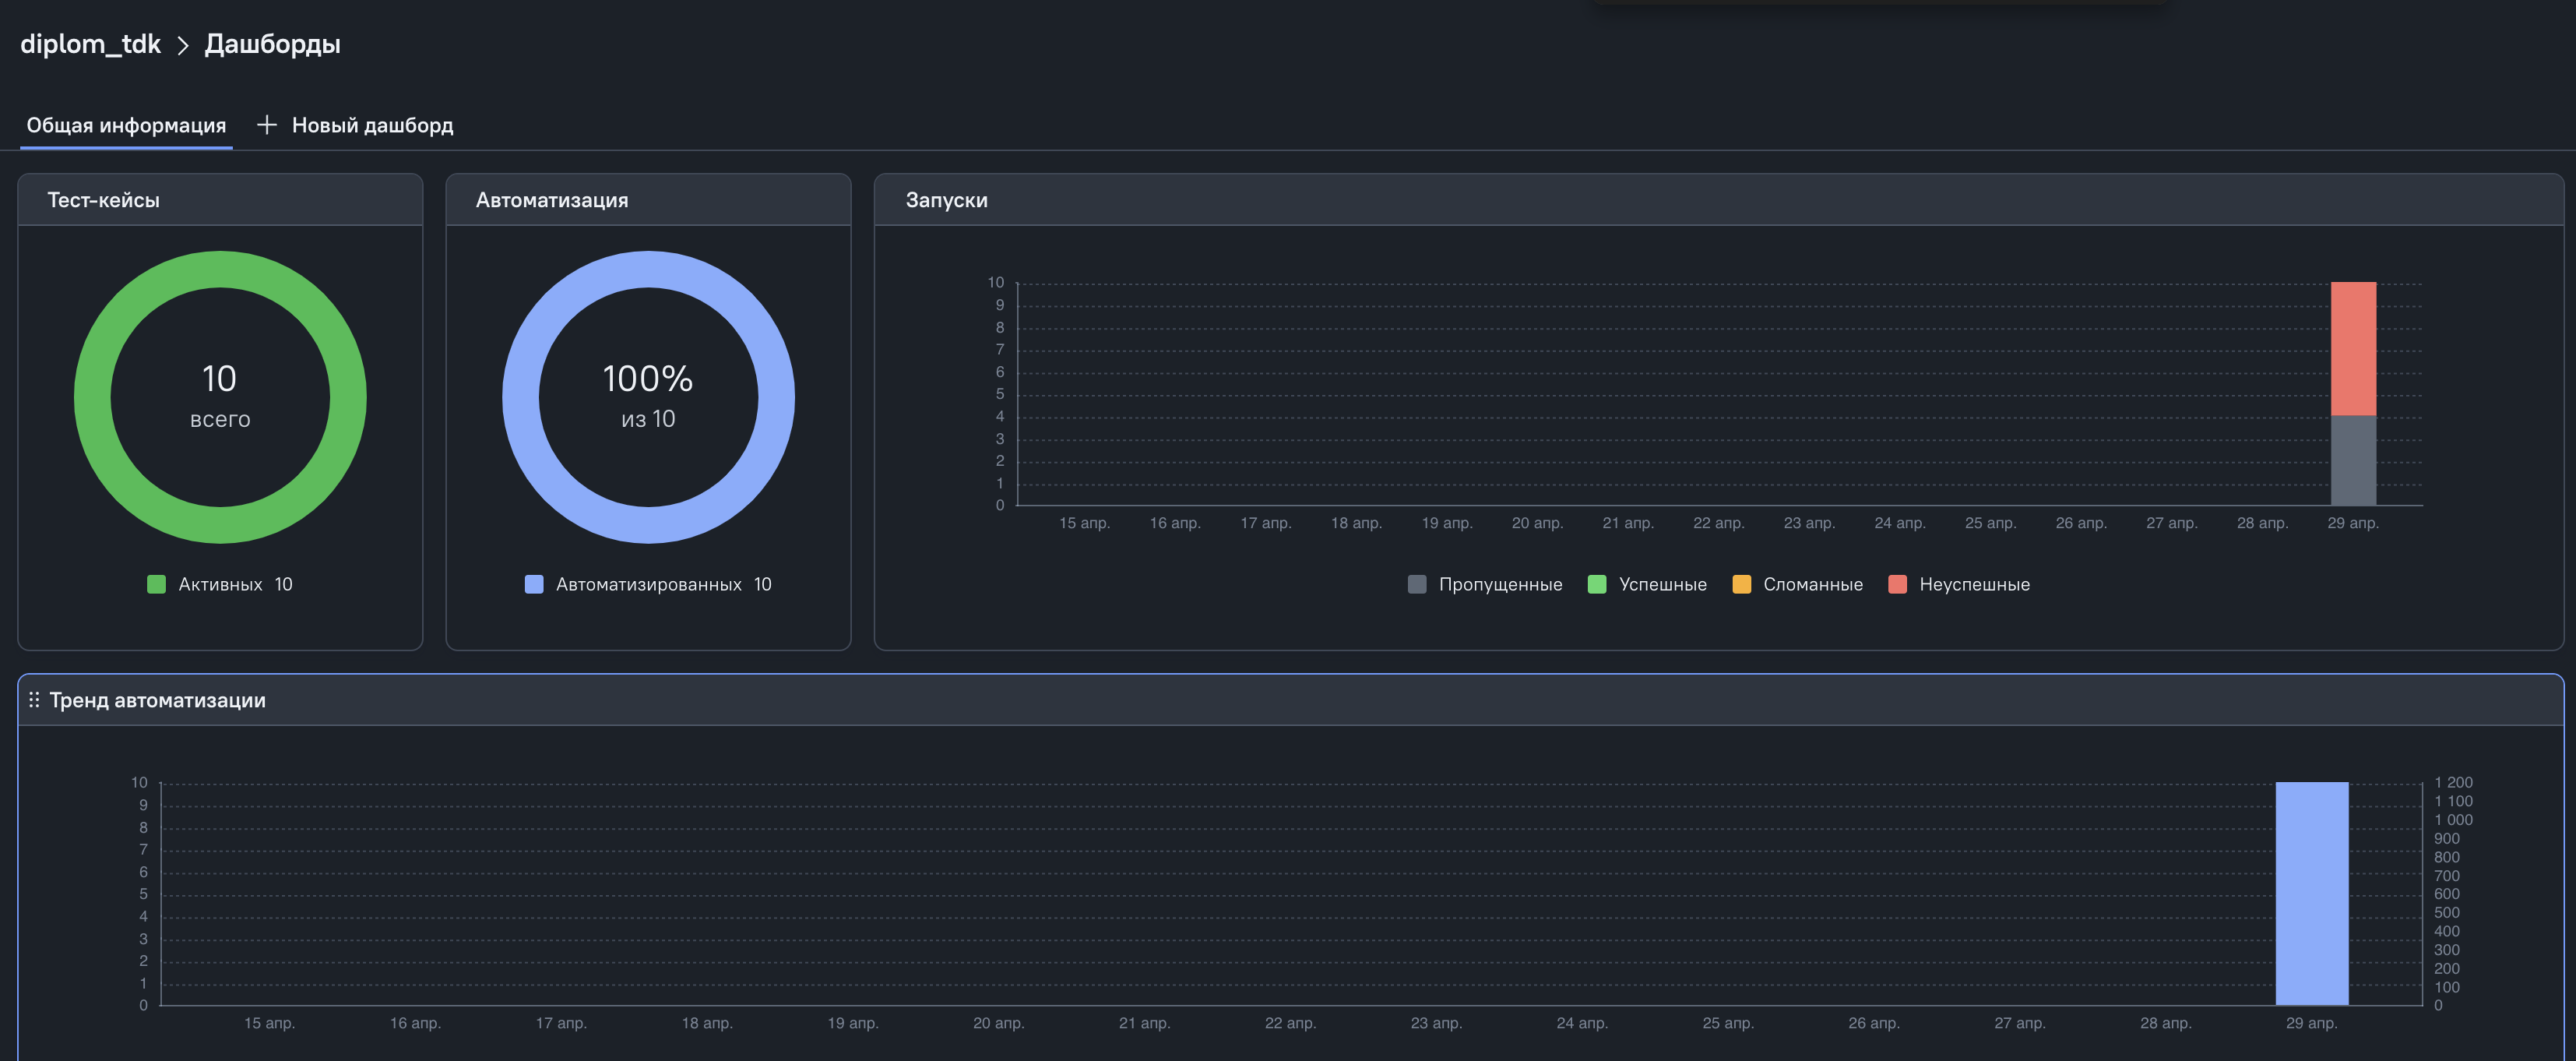 diplom_tdk > Дашборды
Общая информация + Новый дашборд
Тест-кейсы
10
всего
Активных 10
Автоматизация
100%
из 10
Автоматизированных 10
Запуски
10
9
8
7
6
5
4
3
2
1
0
15 апр. 16 апр. 17 апр. 18 апр. 19 апр. 20 апр. 21 апр. 22 апр. 23 апр. 24 апр. 25 апр. 26 апр. 27 апр. 28 апр. 29 апр.
Пропущенные Успешные Сломанные Неуспешные
Тренд автоматизации
10
9
8
7
6
5
4
3
2
1
0
1 200
1 100
1 000
900
800
700
600
500
400
300
200
100
0
15 апр. 16 апр. 17 апр. 18 апр. 19 апр. 20 апр. 21 апр. 22 апр. 23 апр. 24 апр. 25 апр. 26 апр. 27 апр. 28 апр. 29 апр.